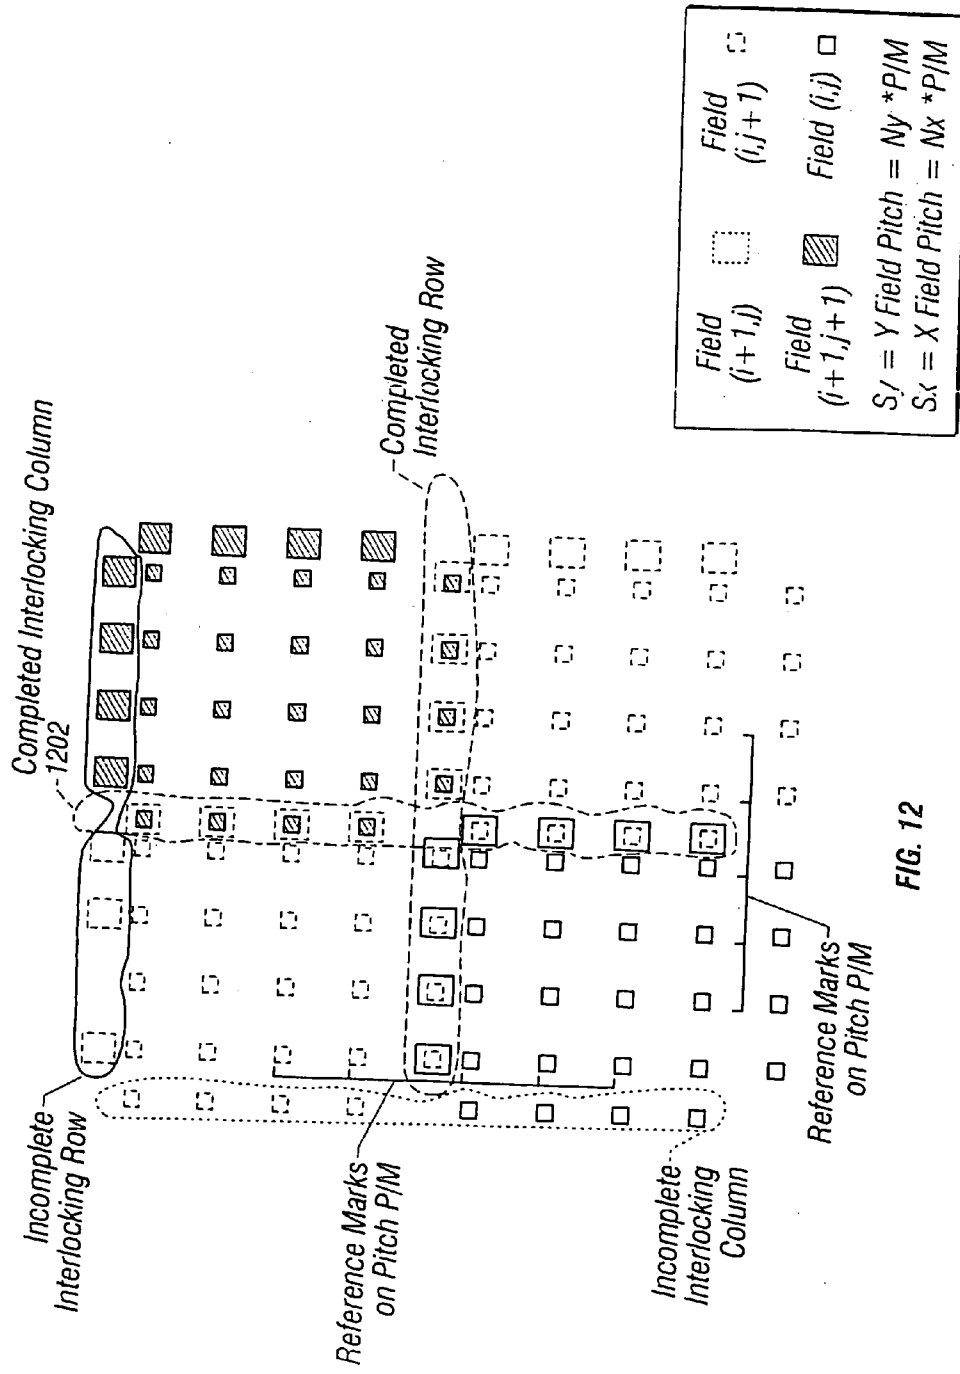 Completed Interlocking Column
1202
Incomplete
Interlocking Row
Completed
Interlocking Row
Reference Marks
on Pitch P/M
Incomplete
Interlocking
Column
Reference Marks
on Pitch P/M
Field
(i+1,j)
Field
(i,j+1)
Field
(i+1,j+1)
Field (i,j)
Sy = Y Field Pitch = Ny *P/M
Sx = X Field Pitch = Nx *P/M
FIG. 12